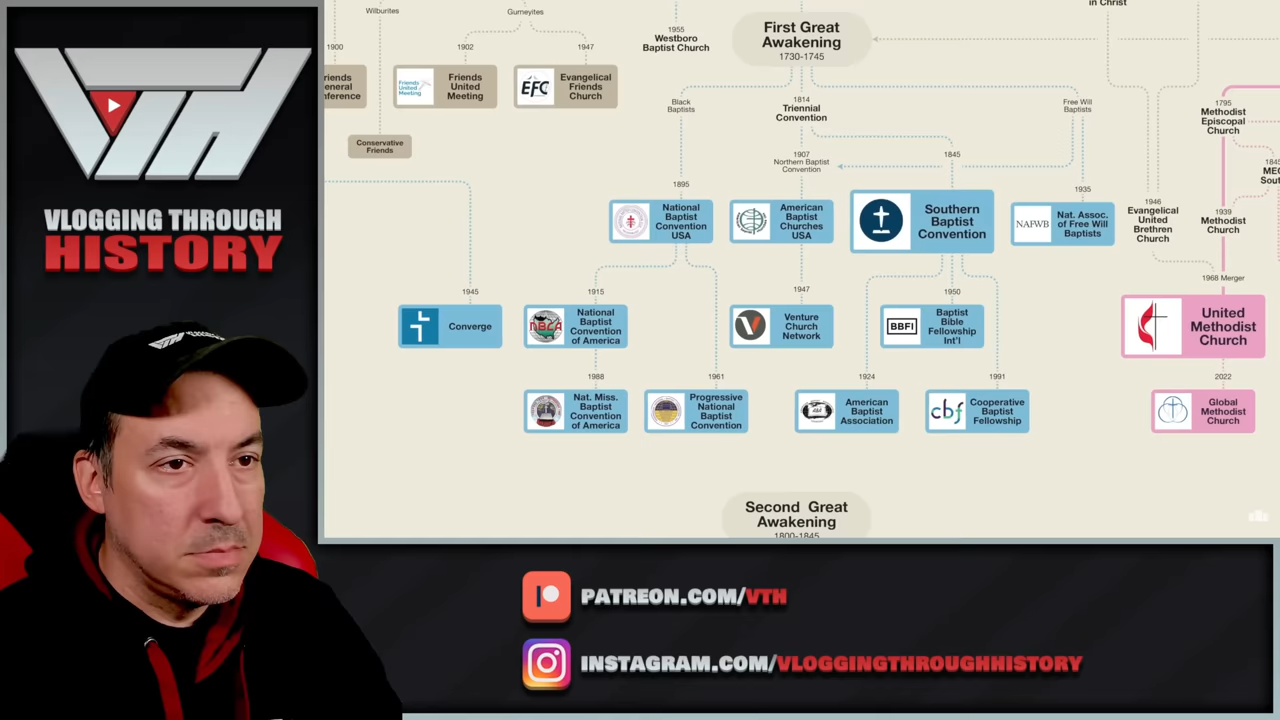 VLOGGING THROUGH
HISTORY
Wilburites
Gurneyites
1900
1902
Friends
United
Meeting
1947
EFC
Evangelical
Friends
Church
Conservative
Friends
1955
Westboro
Baptist Church
First Great
Awakening
1730-1745
in Christ
Black
Baptists
1814
Triennial
Convention
Free Will
Baptists
1907
Northern Baptist
Convention
1845
1895
National
Baptist
Convention
USA
American
Baptist
Churches
USA
Southern
Baptist
Convention
1935
NAFWB
Nat. Assoc.
of Free Will
Baptists
1795
Methodist
Episcopal
Church
1946
Evangelical
United
Brethren
Church
1939
Methodist
Church
1968 Merger
United
Methodist
Church
2022
Global
Methodist
Church
1945
Converge
1915
NBCA
National
Baptist
Convention
of America
1947
Venture
Church
Network
1950
BBFI
Baptist
Bible
Fellowship
Int'l
1988
Nat. Miss.
Baptist
Convention
of America
1961
Progressive
National
Baptist
Convention
1924
American
Baptist
Association
1991
cbf
Cooperative
Baptist
Fellowship
Second Great
Awakening
1800-1845
PATREON.COM/VTH
INSTAGRAM.COM/VLOGGINGTHROUGHHISTORY